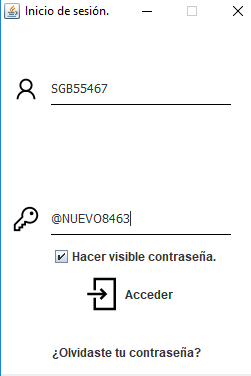 Inicio de sesión.
SGB55467
@NUEVO8463
Hacer visible contraseña.
Acceder
¿Olvidaste tu contraseña?